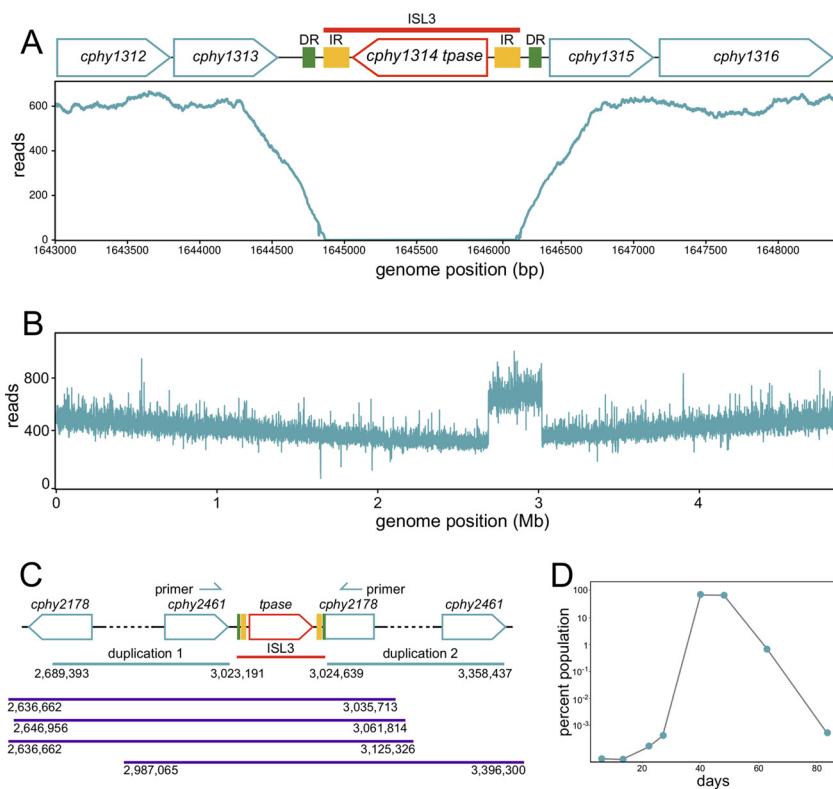 A
ISL3
DR IR IR DR
cphy1312 cphy1313 cphy1314 tpase cphy1315 cphy1316
reads
600
400
200
0
1643000 1643500 1644000 1644500 1645000 1645500 1646000 1646500 1647000 1647500 1648000
genome position (bp)
B
reads
800
400
0
0 1 2 3 4
genome position (Mb)
C
primer primer
cphy2178 cphy2461 tpase cphy2178 cphy2461
duplication 1 ISL3 duplication 2
2,689,393 3,023,191 3,024,639 3,358,437
2,636,662 3,035,713
2,646,956 3,061,814
2,636,662 3,125,326
2,987,065 3,396,300
D
percent population
100
10
1
10-1
10-2
10-3
20 40 60 80
days